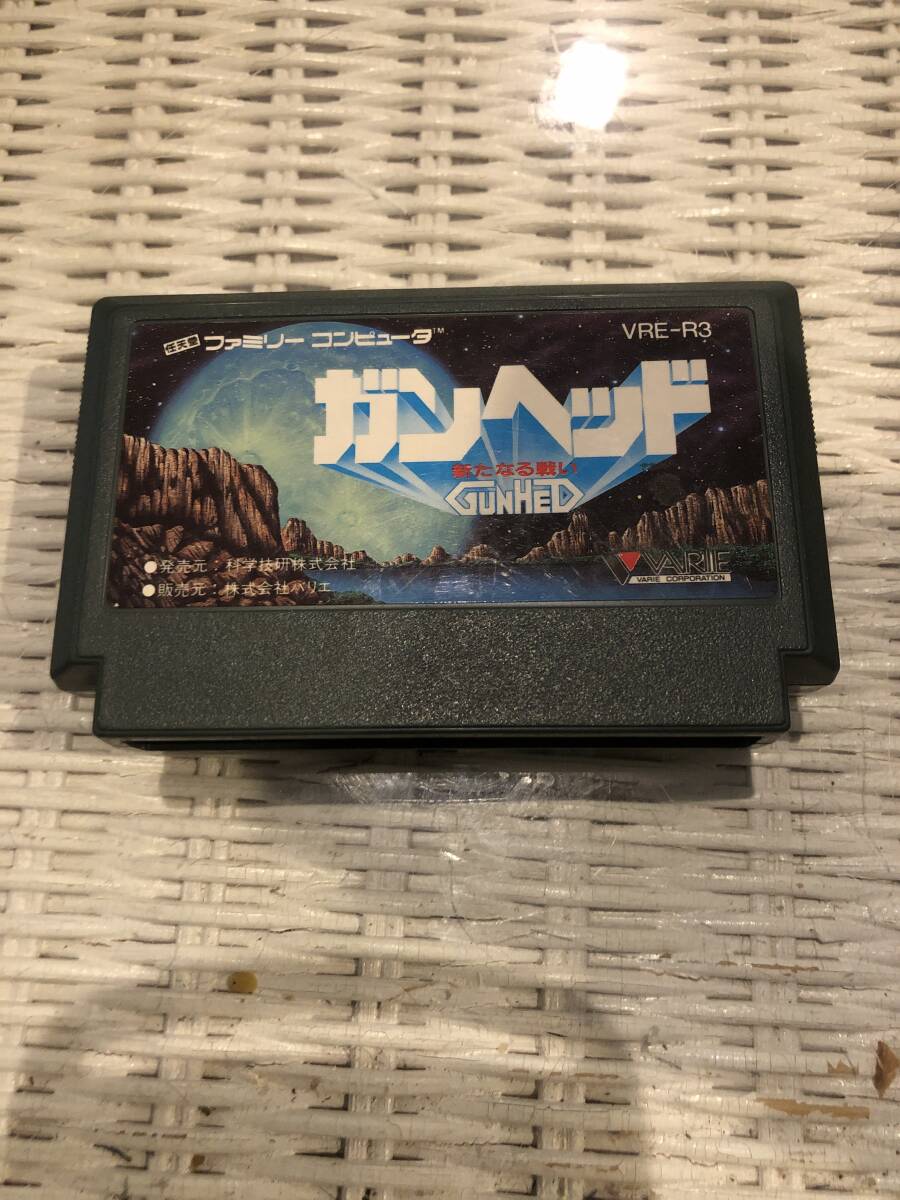 任天堂 ファミリー コンピュータ™
VRE-R3
ガンヘッド
新たなる戦い
GUNHED
●発売元：科学技研株式会社
●販売元：株式会社バリエ
VARIE
VARIE CORPORATION